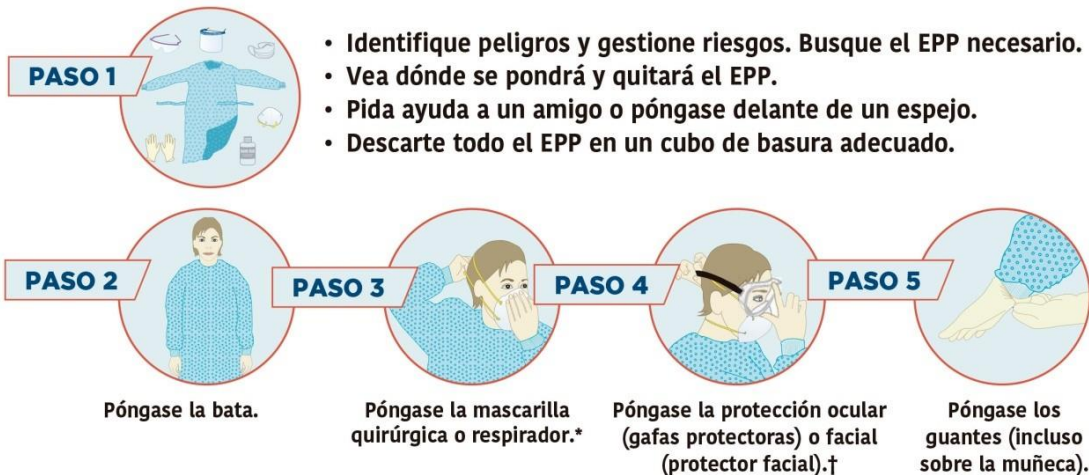 PASO 1
• Identifique peligros y gestione riesgos. Busque el EPP necesario.
• Vea dónde se pondrá y quitará el EPP.
• Pida ayuda a un amigo o póngase delante de un espejo.
• Descarte todo el EPP en un cubo de basura adecuado.
PASO 2
Póngase la bata.
PASO 3
Póngase la mascarilla
quirúrgica o respirador.*
PASO 4
Póngase la protección ocular
(gafas protectoras) o facial
(protector facial).†
PASO 5
Póngase los
guantes (incluso
sobre la muñeca).